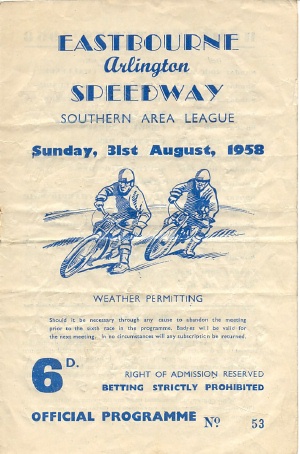 EASTBOURNE
Arlington
SPEEDWAY
SOUTHERN AREA LEAGUE
Sunday, 31st August, 1958
WEATHER PERMITTING
Should it be necessary through any cause to abandon the meeting
prior to the sixth race in the programme, Badges will be valid for
the next meeting. In no circumstances will any subscription be returned.
6D.
RIGHT OF ADMISSION RESERVED
BETTING STRICTLY PROHIBITED
OFFICIAL PROGRAMME Nº 53